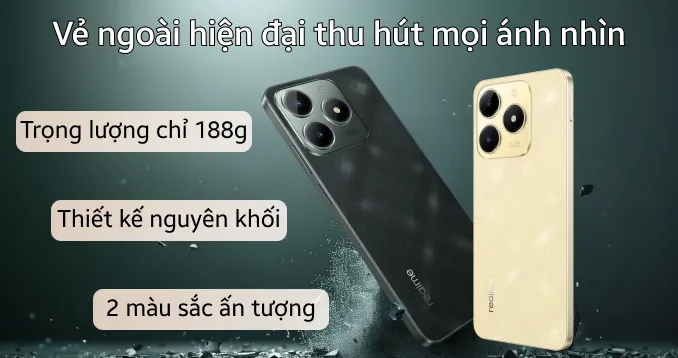 Vẻ ngoài hiện đại thu hút mọi ánh nhìn
Trọng lượng chỉ 188g
Thiết kế nguyên khối
2 màu sắc ấn tượng
realme
realme